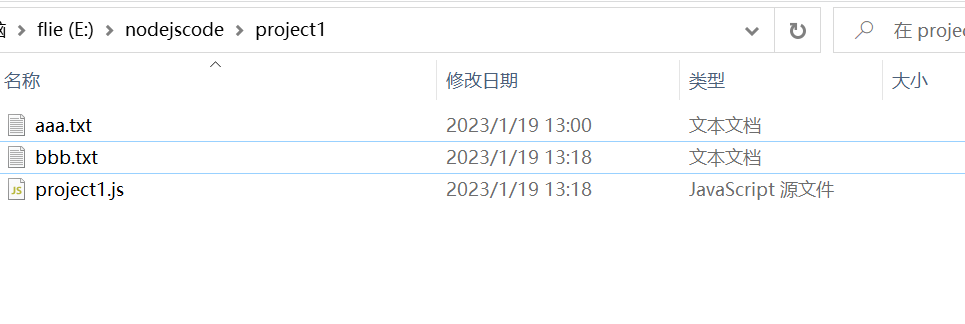 脑 > flie (E:) > nodejscode > project1 在 projec
名称 修改日期 类型 大小
aaa.txt 2023/1/19 13:00 文本文档
bbb.txt 2023/1/19 13:18 文本文档
JS project1.js 2023/1/19 13:18 JavaScript 源文件